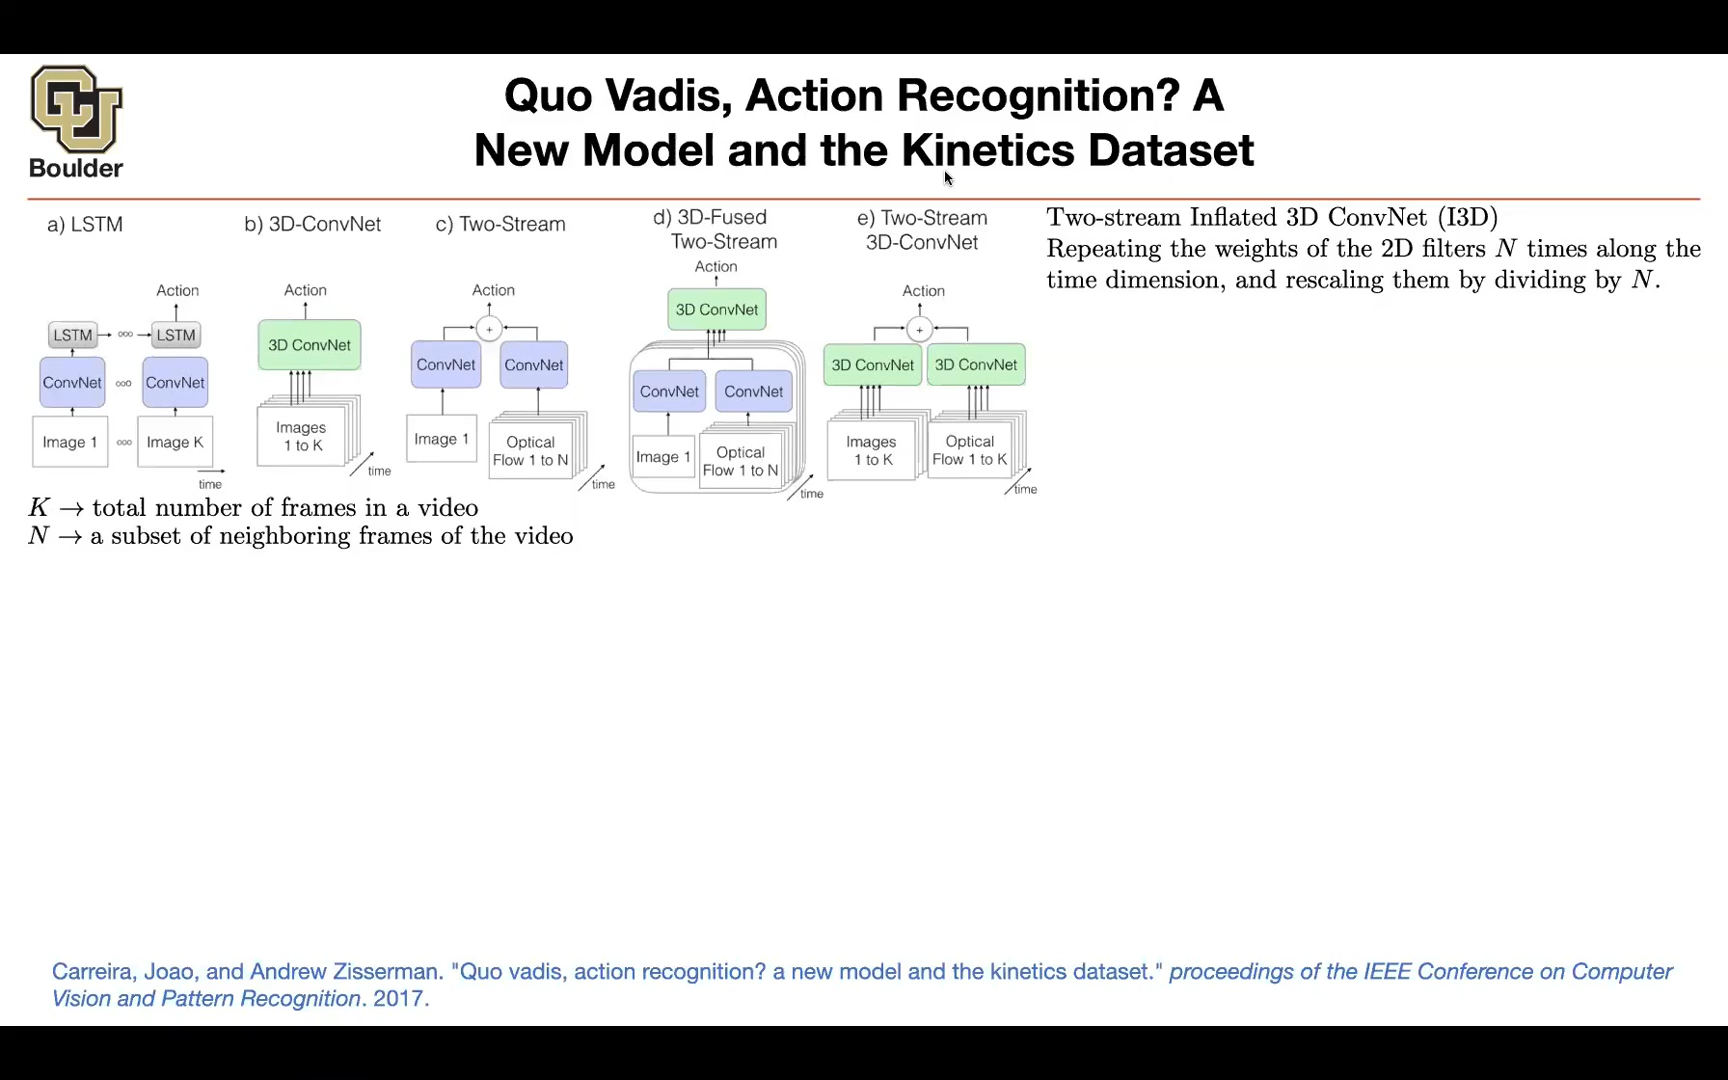 Boulder
Quo Vadis, Action Recognition? A
New Model and the Kinetics Dataset
a) LSTM
Action
LSTM
∞
LSTM
ConvNet
∞
ConvNet
Image 1
∞
Image K
time
b) 3D-ConvNet
Action
3D ConvNet
Images
1 to K
time
c) Two-Stream
Action
+
ConvNet
ConvNet
Image 1
Optical
Flow 1 to N
time
d) 3D-Fused
Two-Stream
Action
3D ConvNet
ConvNet
ConvNet
Image 1
Optical
Flow 1 to N
time
e) Two-Stream
3D-ConvNet
Action
+
3D ConvNet
3D ConvNet
Images
1 to K
Optical
Flow 1 to K
time
K → total number of frames in a video
N → a subset of neighboring frames of the video
Two-stream Inflated 3D ConvNet (I3D)
Repeating the weights of the 2D filters N times along the
time dimension, and rescaling them by dividing by N.
Carreira, Joao, and Andrew Zisserman. "Quo vadis, action recognition? a new model and the kinetics dataset." proceedings of the IEEE Conference on Computer
Vision and Pattern Recognition. 2017.